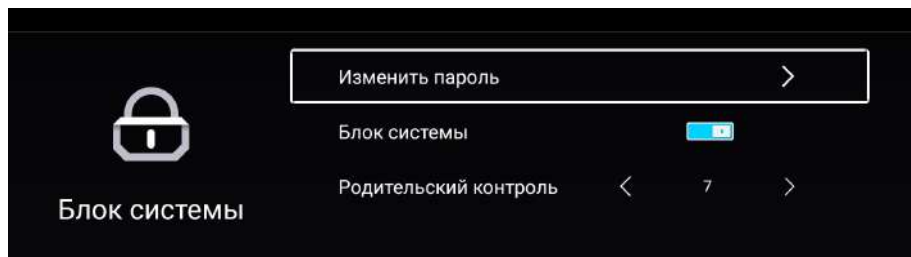 Изменить пароль
Блок системы
Родительский контроль 7
Блок системы